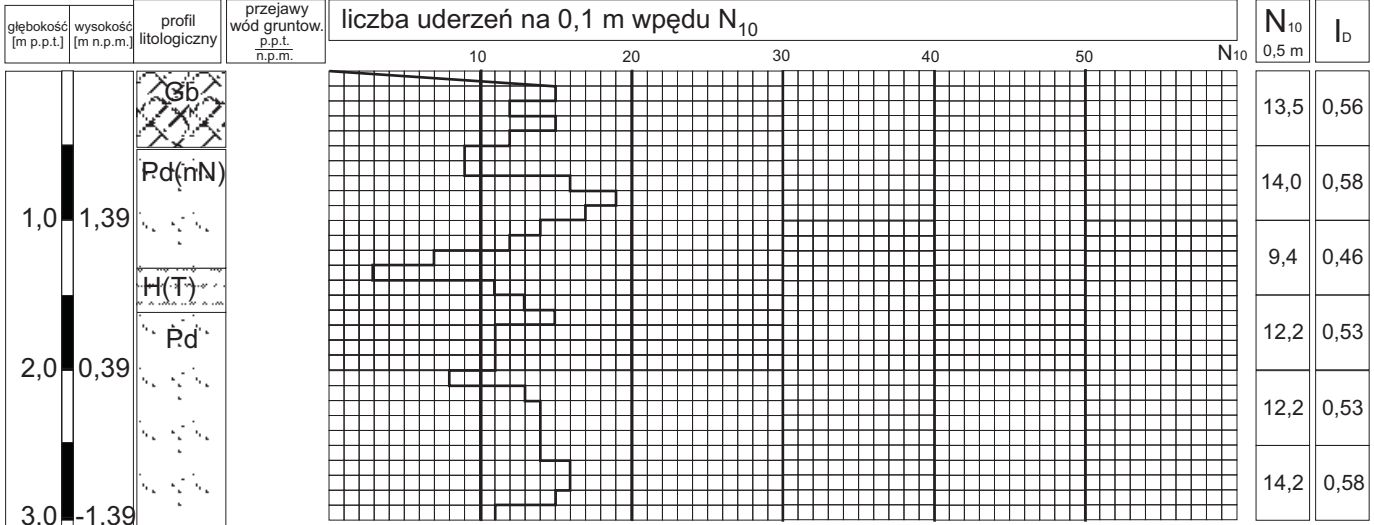 głębokość
[m p.p.t.]
wysokość
[m n.p.m.]
profil
litologiczny
przejawy
wód gruntow.
p.p.t.
n.p.m.
liczba uderzeń na 0,1 m wpędu N10
10 20 30 40 50 N10
N10
0,5 m
ID
Gb
13,5 0,56
Pd(nN)
14,0 0,58
1,0 1,39
9,4 0,46
H(T)
12,2 0,53
Pd
2,0 0,39
12,2 0,53
14,2 0,58
3,0 -1,39